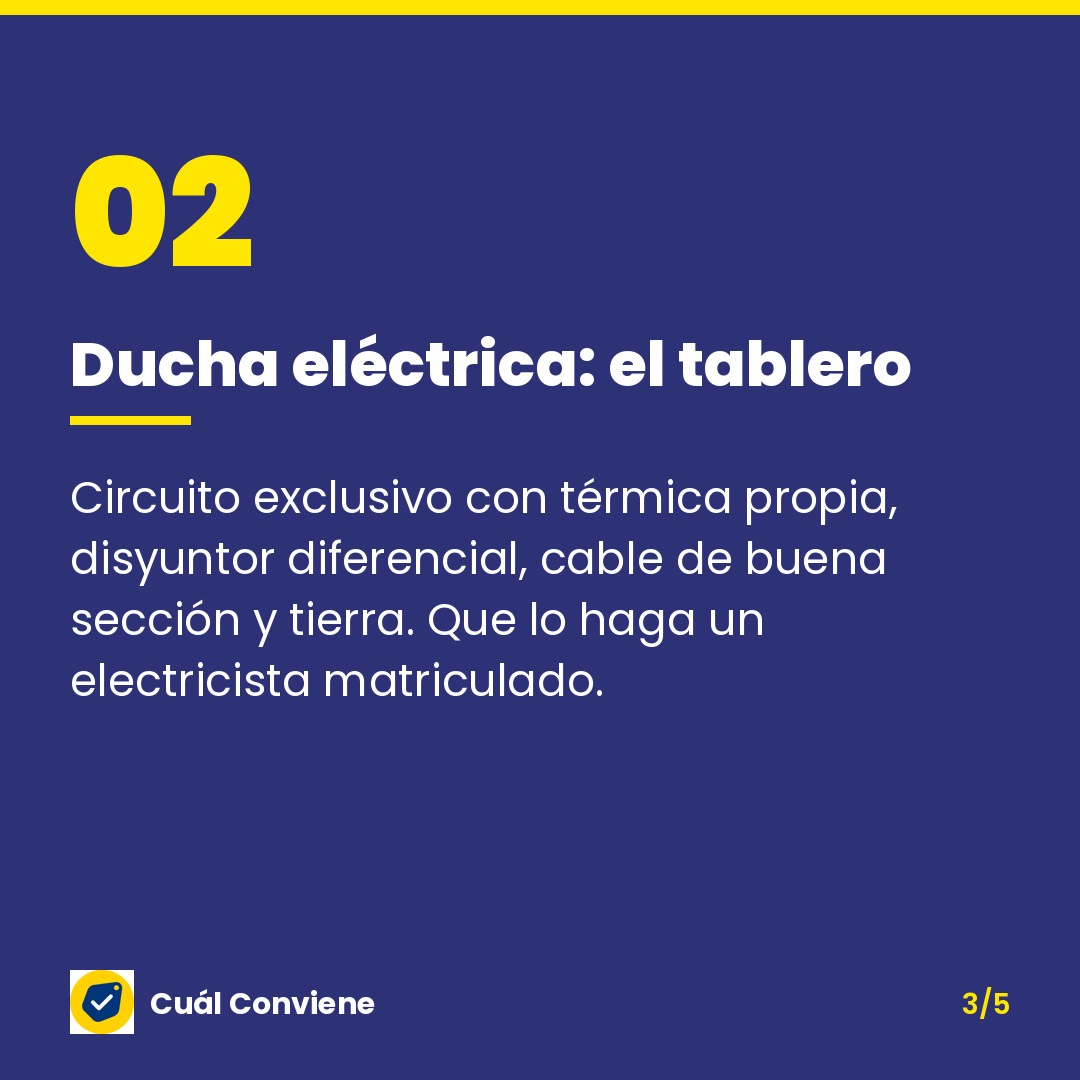 02
Ducha eléctrica: el tablero
Circuito exclusivo con térmica propia,
disyuntor diferencial, cable de buena
sección y tierra. Que lo haga un
electricista matriculado.
Cuál Conviene
3/5